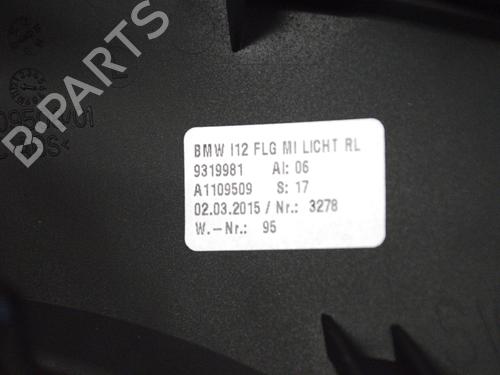 B-PARTS
BMW I12 FLG MI LICHT RL
9319981 AI: 06
A1109509 S: 17
02.03.2015 / Nr.: 3278
W.-Nr.: 95